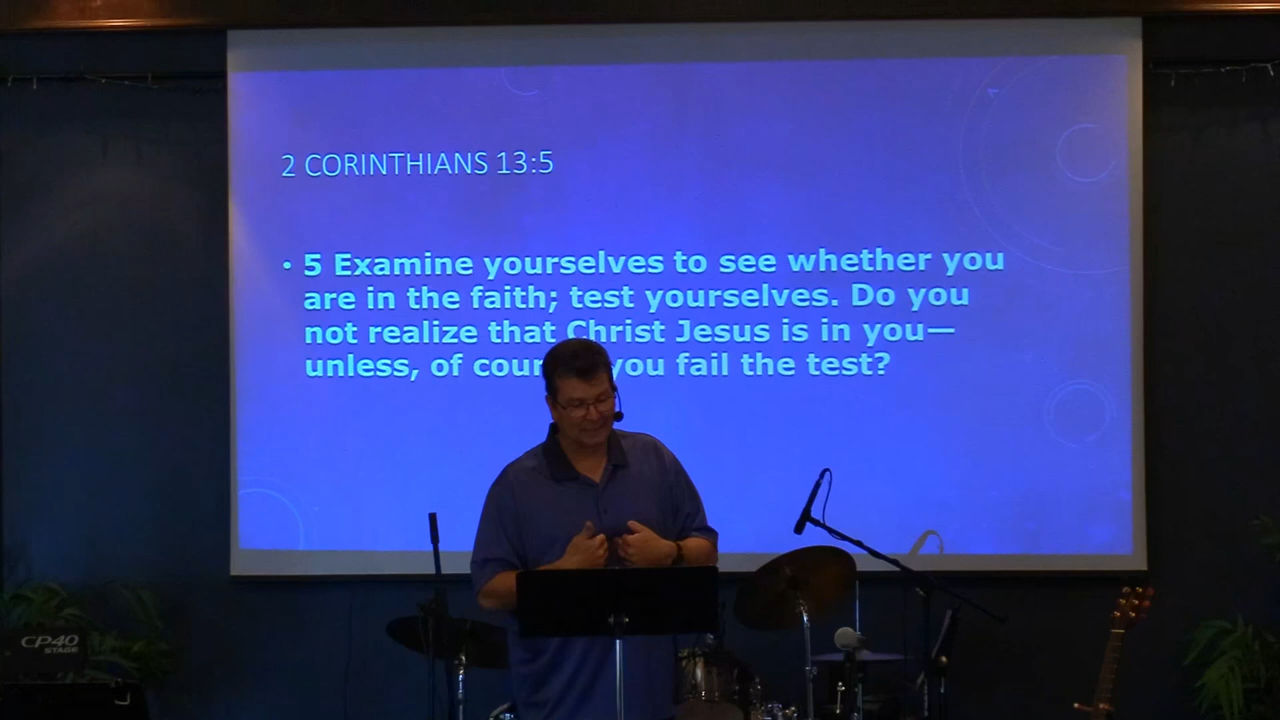 2 CORINTHIANS 13:5
• 5 Examine yourselves to see whether you
are in the faith; test yourselves. Do you
not realize that Christ Jesus is in you—
unless, of you fail the test?
CP40
STAGE